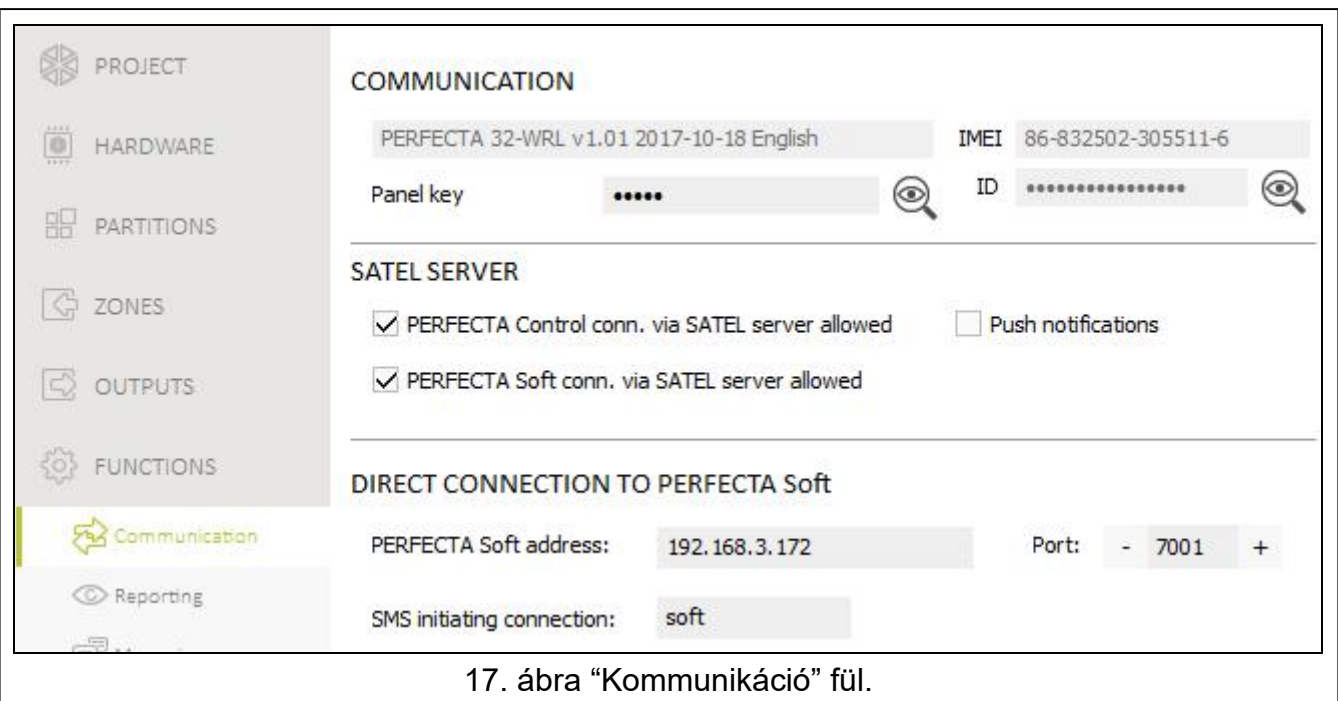 PROJECT
HARDWARE
PARTITIONS
ZONES
OUTPUTS
FUNCTIONS
Communication
Reporting
COMMUNICATION
PERFECTA 32-WRL v1.01 2017-10-18 English
IMEI 86-832502-305511-6
Panel key •••••
ID ••••••••••••••••
SATEL SERVER
PERFECTA Control conn. via SATEL server allowed
Push notifications
PERFECTA Soft conn. via SATEL server allowed
DIRECT CONNECTION TO PERFECTA Soft
PERFECTA Soft address: 192.168.3.172
Port: - 7001 +
SMS initiating connection: soft
17. ábra “Kommunikáció” fül.